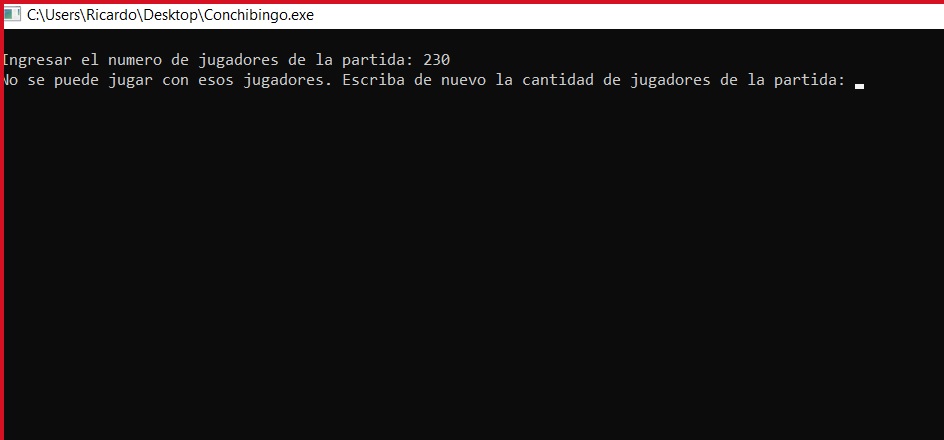 C:\Users\Ricardo\Desktop\Conchibingo.exe
Ingresar el numero de jugadores de la partida: 230
No se puede jugar con esos jugadores. Escriba de nuevo la cantidad de jugadores de la partida: